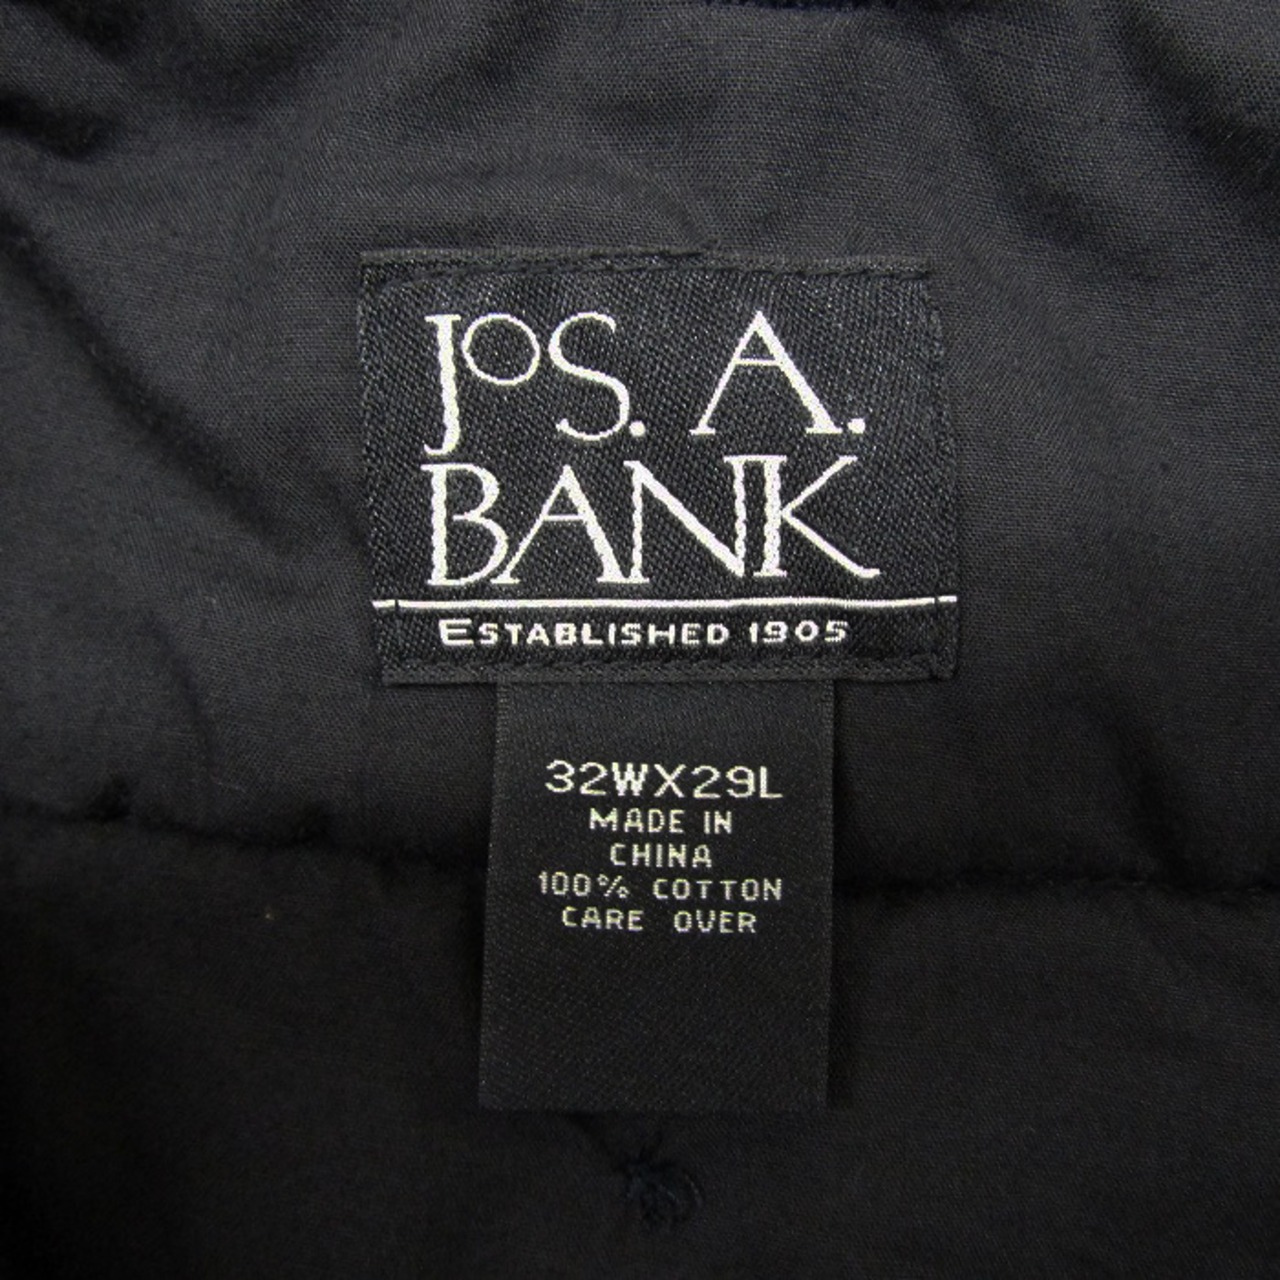 JOS. A.
BANK
ESTABLISHED 1905
32WX29L
MADE IN
CHINA
100% COTTON
CARE OVER